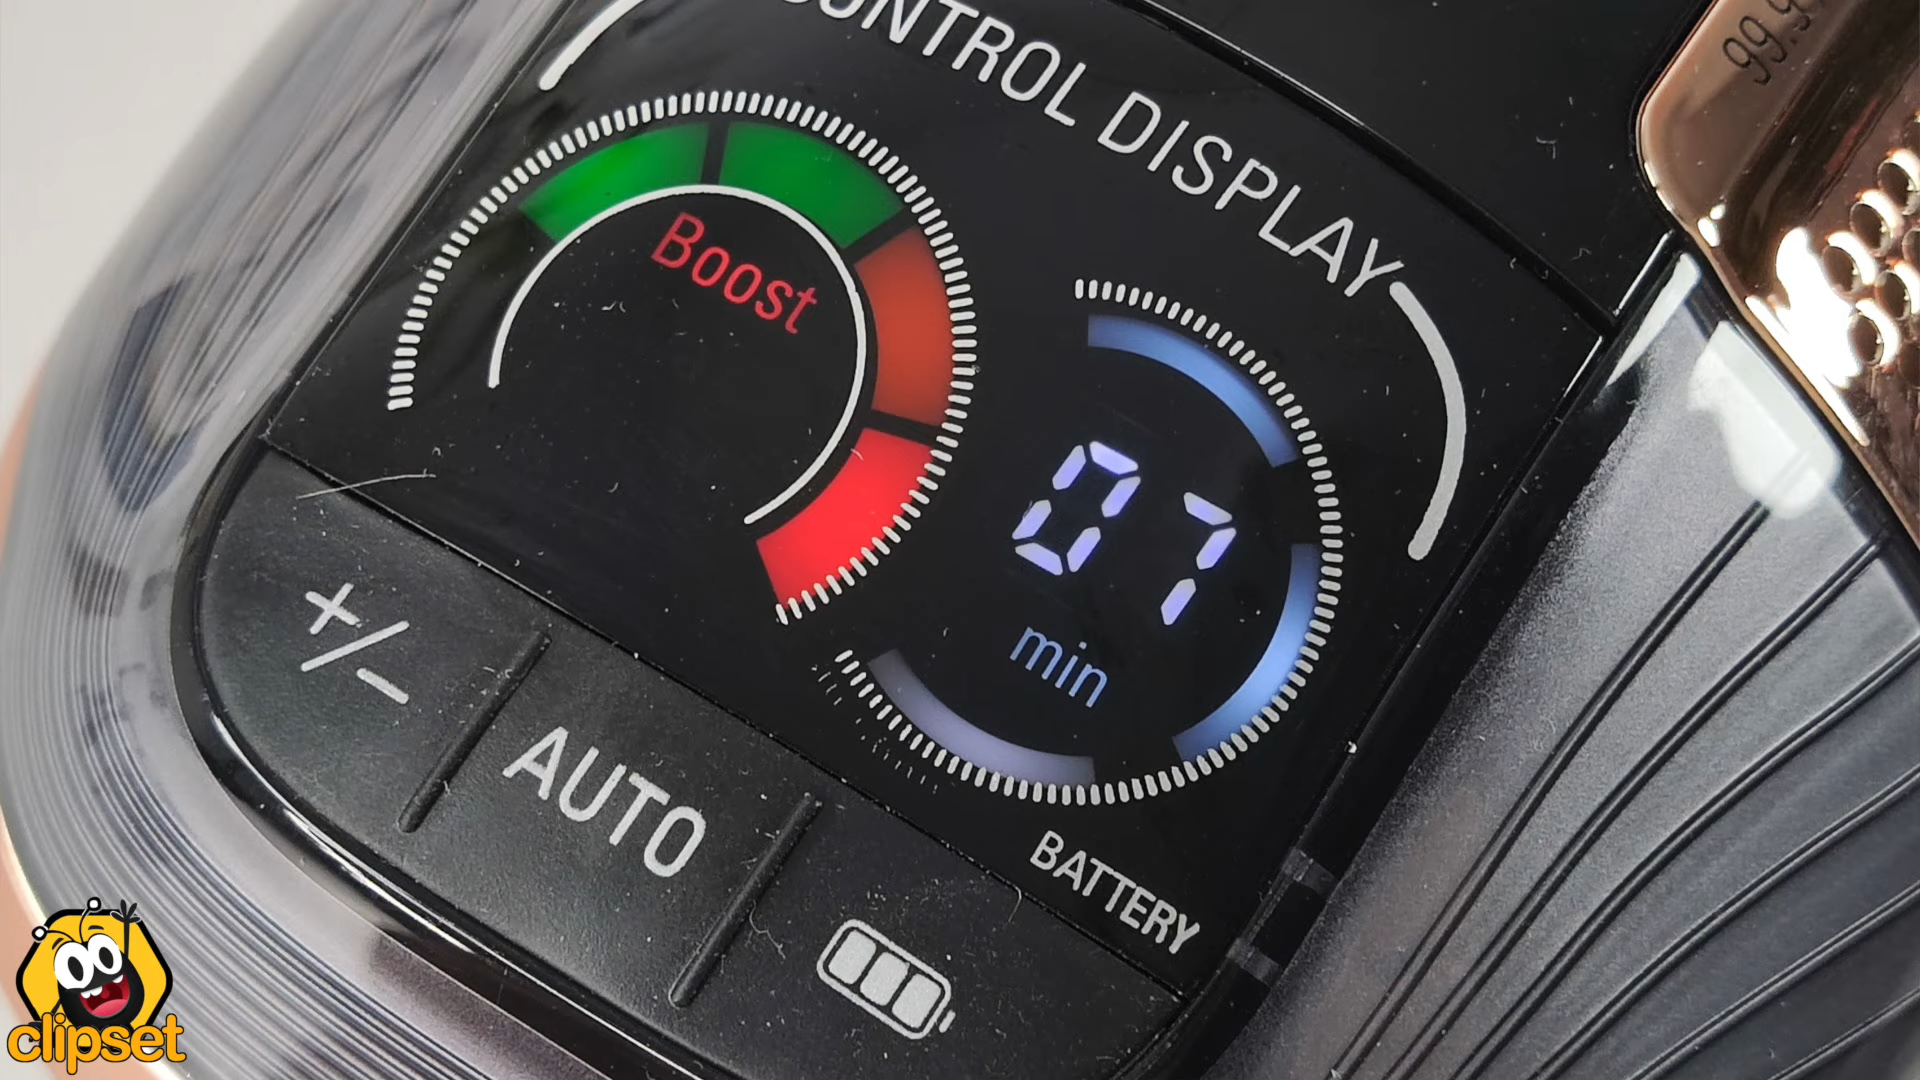 CONTROL DISPLAY
Boost
07
min
+/-
AUTO
BATTERY
clipset